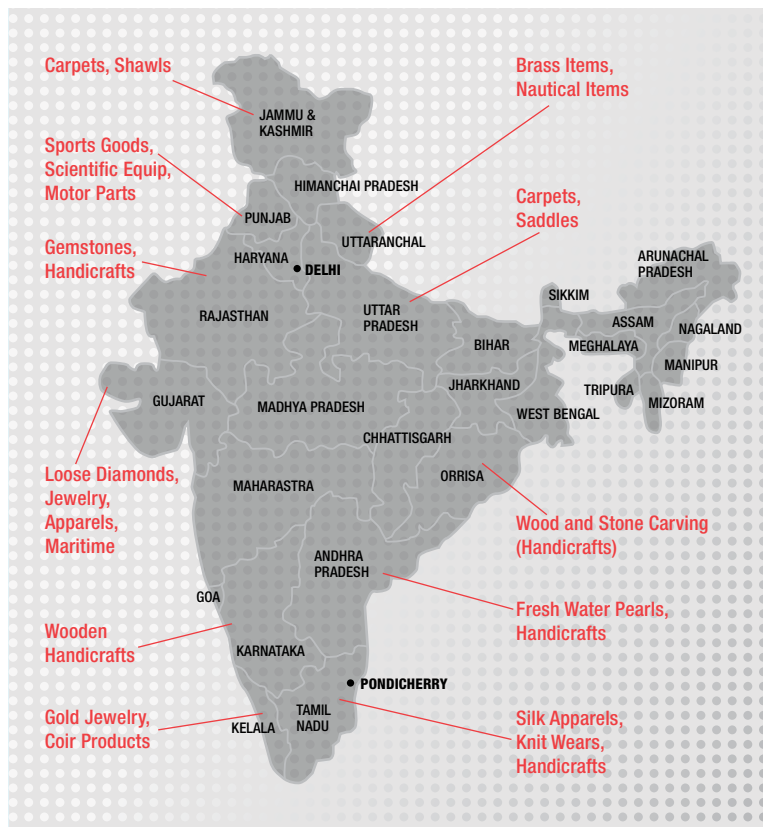 Carpets, Shawls
Brass Items,
Nautical Items
JAMMU &
KASHMIR
Sports Goods,
Scientific Equip,
Motor Parts
HIMANCHAI PRADESH
Carpets,
Saddles
PUNJAB
UTTARANCHAL
Gemstones,
Handicrafts
HARYANA
DELHI
ARUNACHAL
PRADESH
SIKKIM
RAJASTHAN
UTTAR
PRADESH
ASSAM
NAGALAND
BIHAR
MEGHALAYA
MANIPUR
JHARKHAND
TRIPURA
MIZORAM
GUJARAT
MADHYA PRADESH
WEST BENGAL
CHHATTISGARH
Loose Diamonds,
Jewelry,
Apparels,
Maritime
MAHARASTRA
ORRISA
Wood and Stone Carving
(Handicrafts)
ANDHRA
PRADESH
GOA
Fresh Water Pearls,
Handicrafts
Wooden
Handicrafts
KARNATAKA
PONDICHERRY
Gold Jewelry,
Coir Products
KELALA
TAMIL
NADU
Silk Apparels,
Knit Wears,
Handicrafts